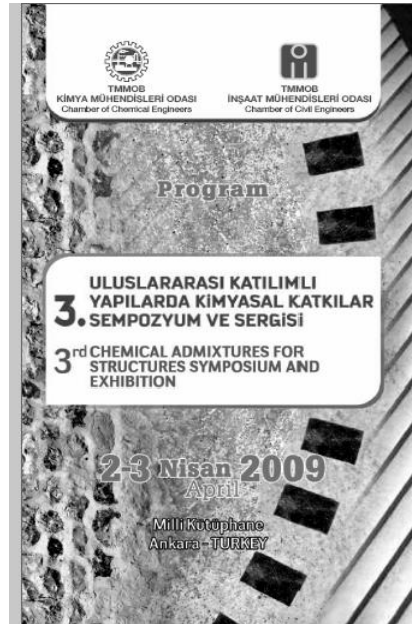 TMMOB
KİMYA MÜHENDİSLERİ ODASI
Chamber of Chemical Engineers
TMMOB
İNŞAAT MÜHENDİSLERİ ODASI
Chamber of Civil Engineers
Program
3. ULUSLARARASI KATILIMLI
YAPILARDA KİMYASAL KATKILAR
SEMPOZYUM VE SERGİSİ
3rd CHEMICAL ADMIXTURES FOR
STRUCTURES SYMPOSIUM AND
EXHIBITION
2-3 Nisan 2009
April
Milli Kütüphane
Ankara - TURKEY